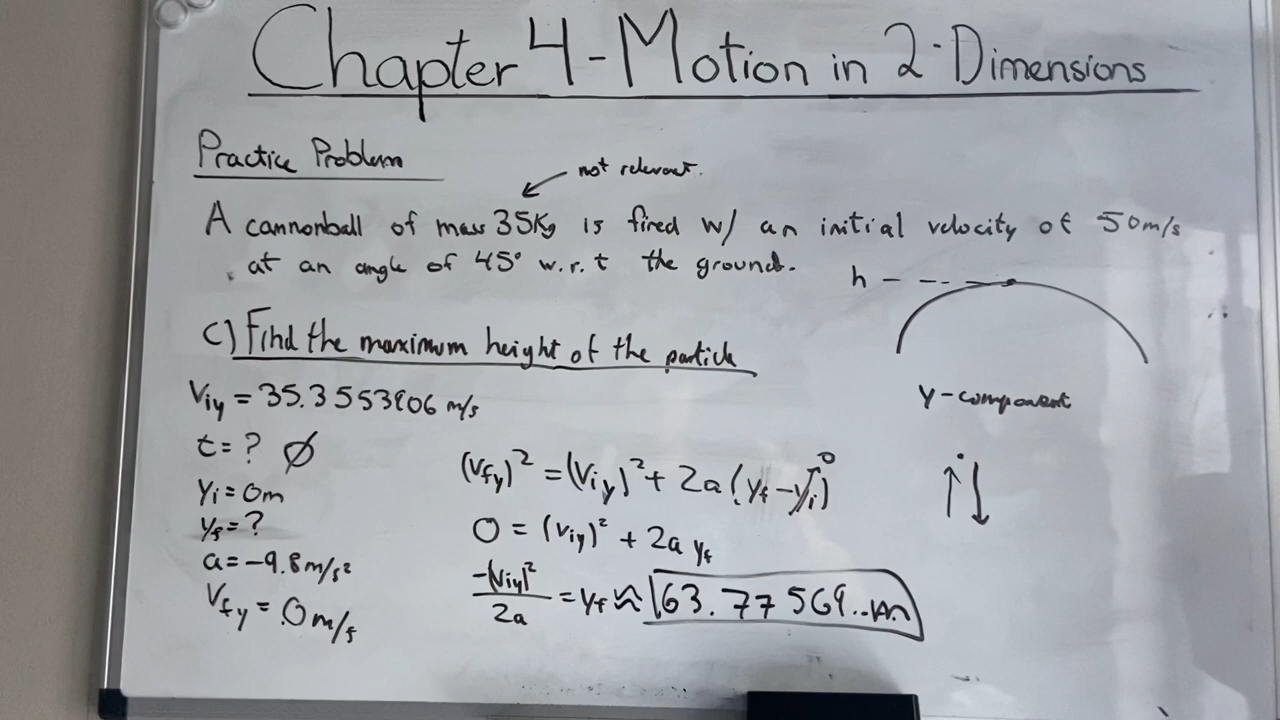 Chapter 4-Motion in 2-Dimensions
Practice Problem
not relevant.
A cannonball of mass 35Kg is fired w/ an initial velocity of 50m/s
at an angle of 45° w.r.t the ground.
h
C) Find the maximum height of the particle
Viy = 35.3553906 m/s
y-component
t= ? ∅
(Vfy)² = (Viy)² + 2a (yf - yi) 0
yi = 0m
yf = ?
0 = (Viy)² + 2a yf
a = -9.8m/s²
-(Viy)² / 2a = yf ≈ 63.77569...m
Vfy = 0m/s